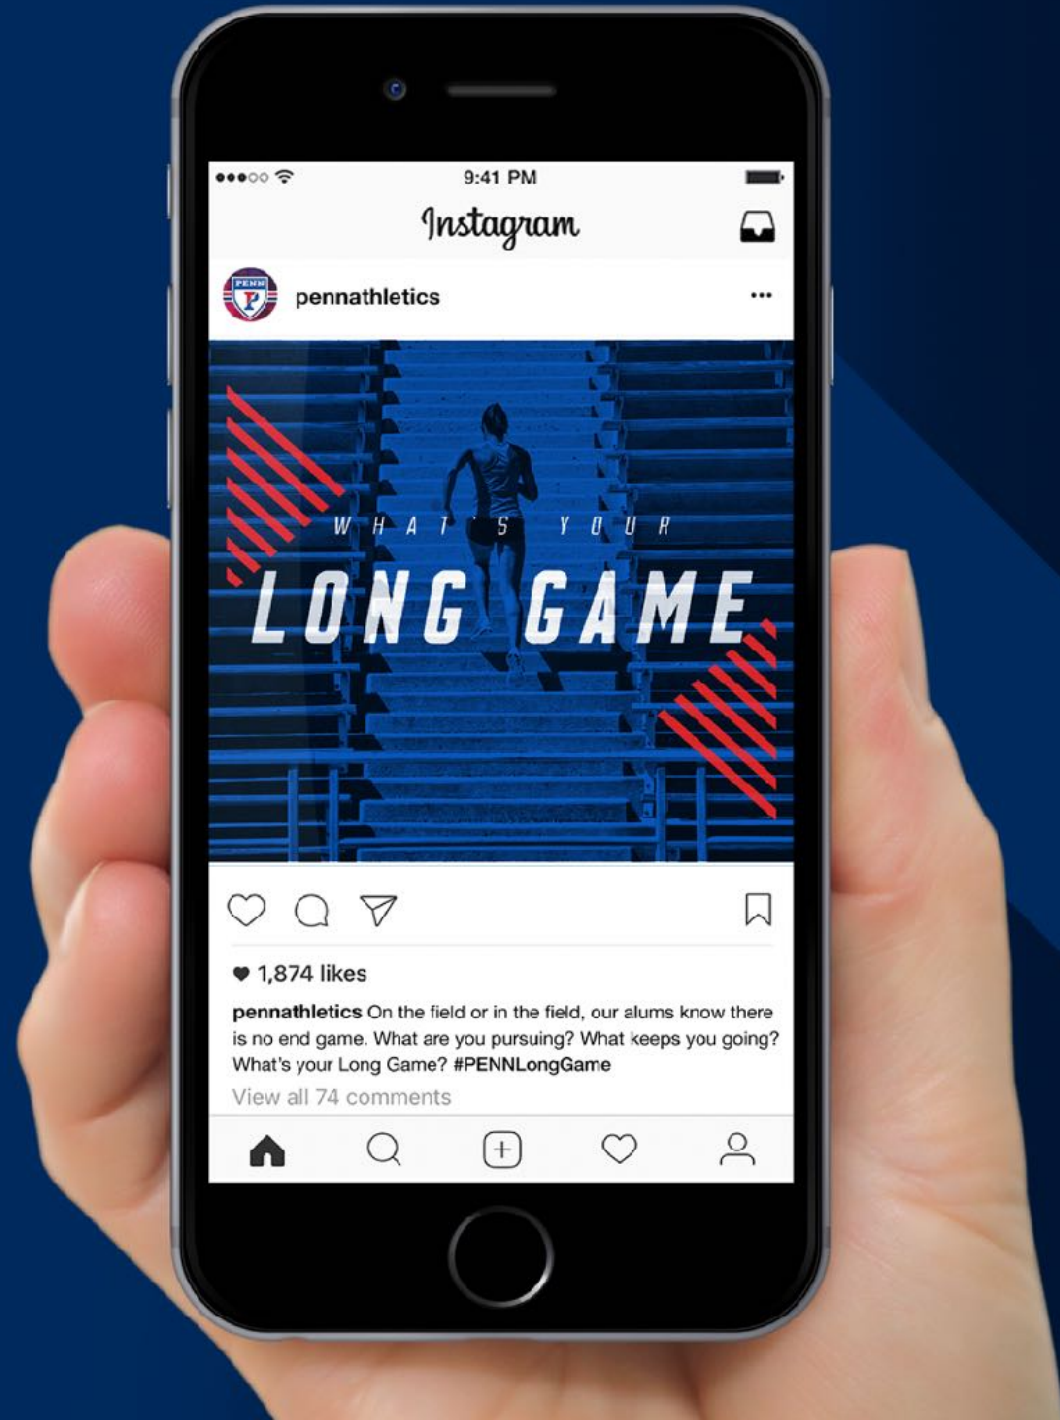 9:41 PM
Instagram
PENN
P
pennathletics
WHAT'S YOUR
LONG GAME
1,874 likes
pennathletics On the field or in the field, our alums know there
is no end game. What are you pursuing? What keeps you going?
What's your Long Game? #PENNLongGame
View all 74 comments